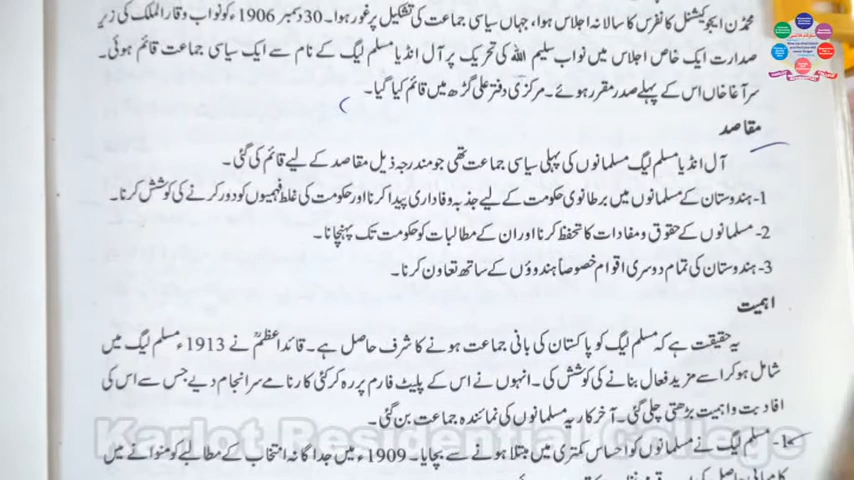 محمڈن ایجوکیشنل کانفرنس کا سالانہ اجلاس ہوا، جہاں سیاسی جماعت کی تشکیل پر غور ہوا۔ 30 دسمبر 1906ء کو نواب وقار الملک کی زیر
صدارت ایک خاص اجلاس میں نواب سلیم اللہ کی تحریک پر آل انڈیا مسلم لیگ کے نام سے ایک سیاسی جماعت قائم ہوئی۔
سر آغا خاں اس کے پہلے صدر مقرر ہوئے۔ مرکزی دفتر علی گڑھ میں قائم کیا گیا۔
مقاصد
آل انڈیا مسلم لیگ مسلمانوں کی پہلی سیاسی جماعت تھی جو مندرجہ ذیل مقاصد کے لیے قائم کی گئی۔
1- ہندوستان کے مسلمانوں میں برطانوی حکومت کے لیے جذبہ وفاداری پیدا کرنا اور حکومت کی غلط فہمیوں کو دور کرنے کی کوشش کرنا۔
2- مسلمانوں کے حقوق و مفادات کا تحفظ کرنا اور ان کے مطالبات کو حکومت تک پہنچانا۔
3- ہندوستان کی تمام دوسری اقوام خصوصاً ہندوؤں کے ساتھ تعاون کرنا۔
اہمیت
یہ حقیقت ہے کہ مسلم لیگ کو پاکستان کی بانی جماعت ہونے کا شرف حاصل ہے۔ قائد اعظمؒ نے 1913ء مسلم لیگ میں
شامل ہو کر اسے مزید فعال بنانے کی کوشش کی۔ انہوں نے اس کے پلیٹ فارم پر رہ کر کئی کارنامے سرانجام دیے جس سے اس کی
افادیت و اہمیت بڑھتی چلی گئی۔ آخر کار یہ مسلمانوں کی نمائندہ جماعت بن گئی۔
Karlot Residential College
1- مسلم لیگ نے مسلمانوں کو احساس کمتری میں مبتلا ہونے سے بچایا۔ 1909ء میں جداگانہ انتخاب کے مطالبے کو منوانے میں